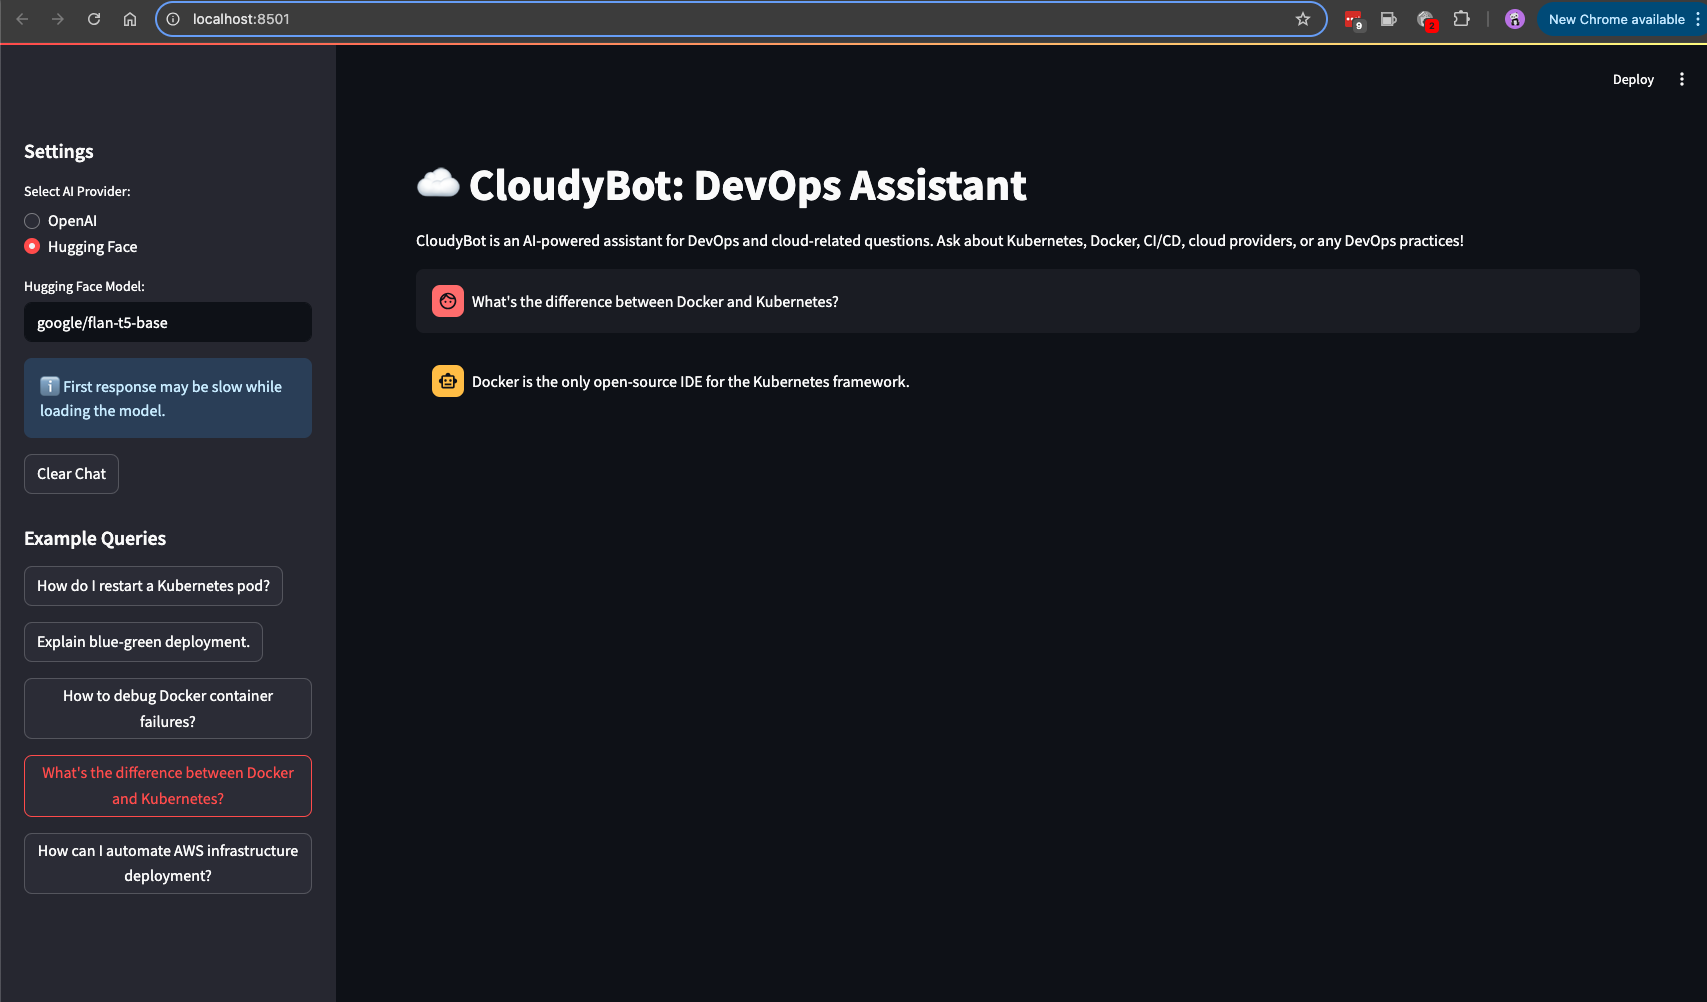 localhost:8501
9
2
New Chrome available
Deploy
Settings
Select AI Provider:
OpenAI
Hugging Face
Hugging Face Model:
google/flan-t5-base
ℹ️ First response may be slow while
loading the model.
Clear Chat
Example Queries
How do I restart a Kubernetes pod?
Explain blue-green deployment.
How to debug Docker container
failures?
What's the difference between Docker
and Kubernetes?
How can I automate AWS infrastructure
deployment?
☁️ CloudyBot: DevOps Assistant
CloudyBot is an AI-powered assistant for DevOps and cloud-related questions. Ask about Kubernetes, Docker, CI/CD, cloud providers, or any DevOps practices!
What's the difference between Docker and Kubernetes?
Docker is the only open-source IDE for the Kubernetes framework.